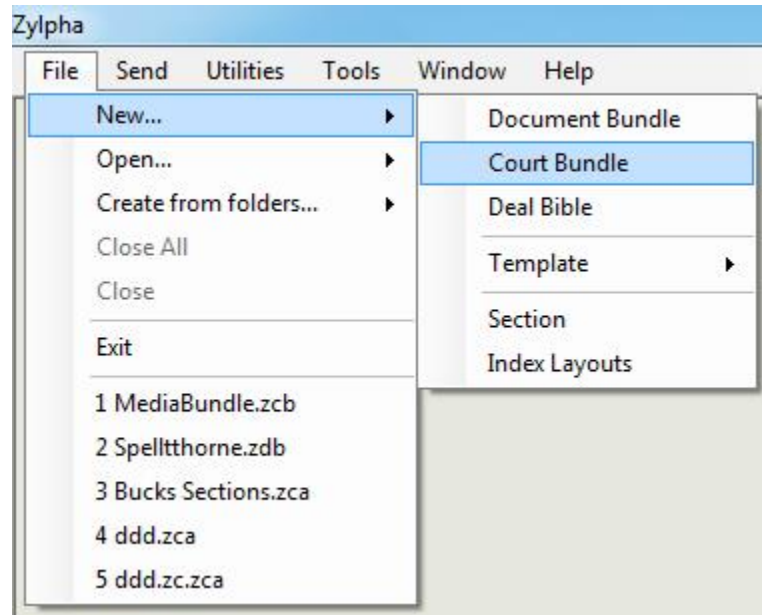 Zylpha
File Send Utilities Tools Window Help
New...
Open...
Create from folders...
Close All
Close
Exit
1 MediaBundle.zcb
2 Spelltthorne.zdb
3 Bucks Sections.zca
4 ddd.zca
5 ddd.zc.zca
Document Bundle
Court Bundle
Deal Bible
Template
Section
Index Layouts